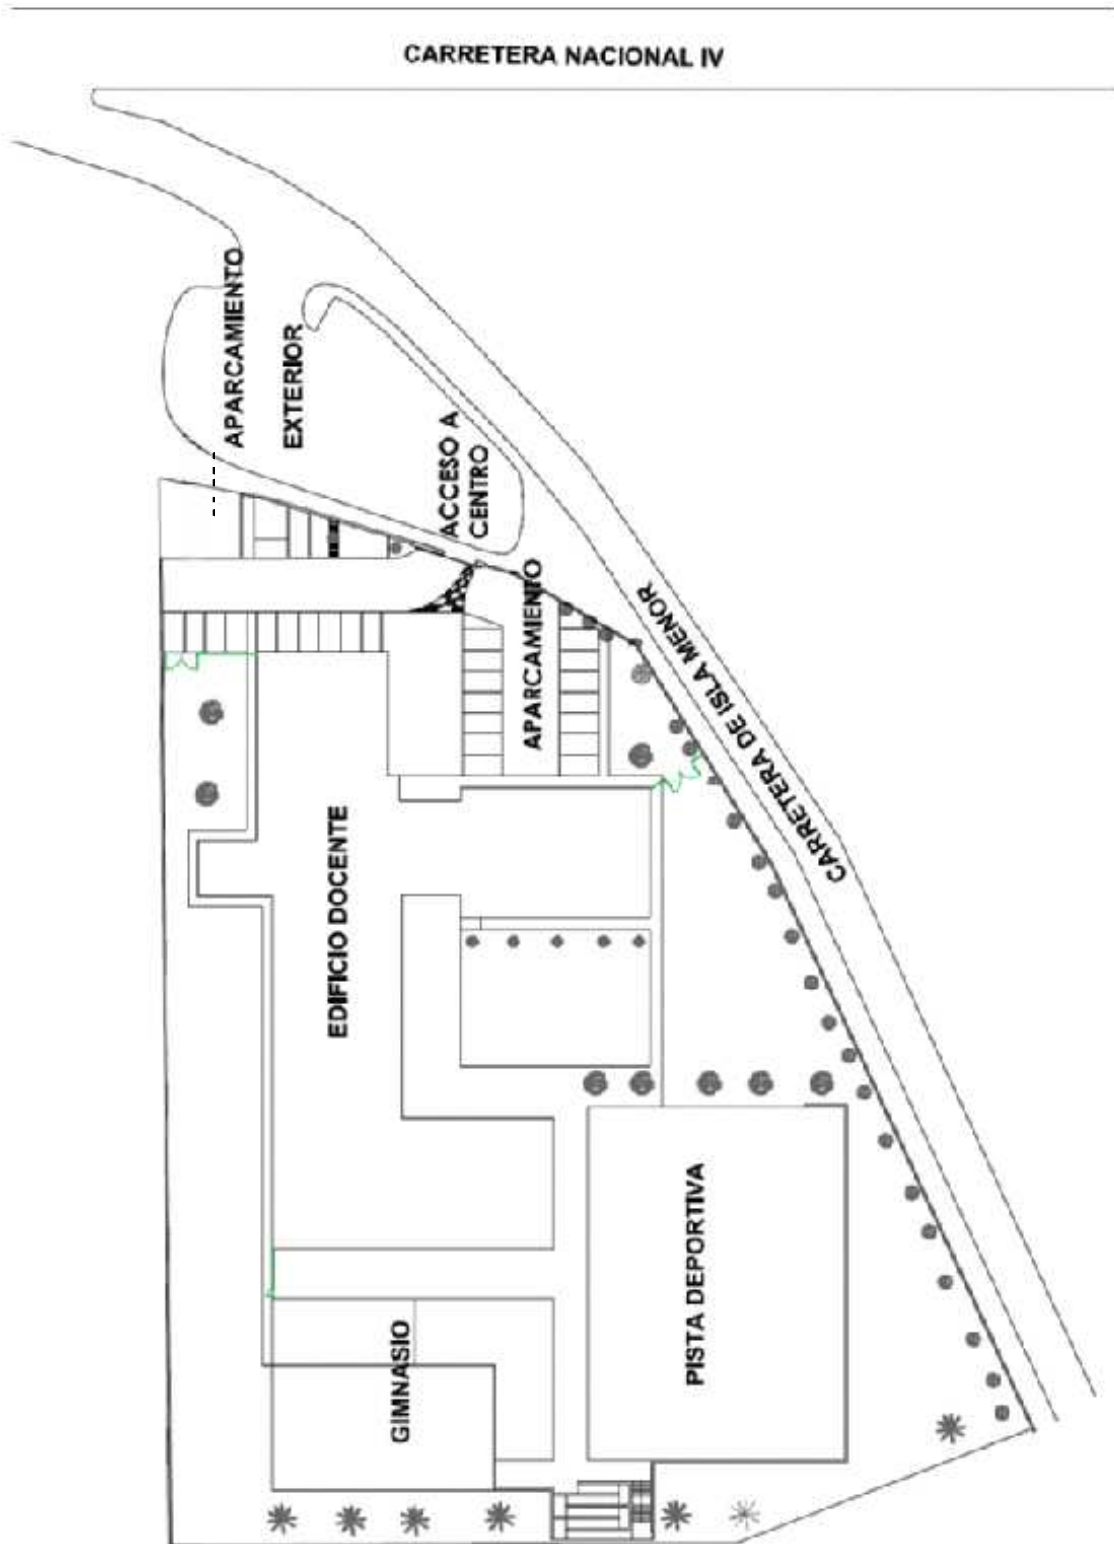 CARRETERA NACIONAL IV
APARCAMIENTO
EXTERIOR
ACCESO A
CENTRO
APARCAMIENTO
CARRETERA DE ISLA MENOR
EDIFICIO DOCENTE
PISTA DEPORTIVA
GIMNASIO